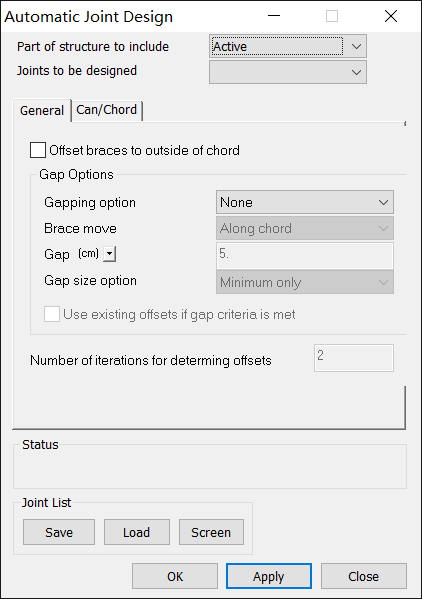 Automatic Joint Design
Part of structure to include Active
Joints to be designed
General Can/Chord
Offset braces to outside of chord
Gap Options
Gapping option None
Brace move Along chord
Gap (cm) 5.
Gap size option Minimum only
Use existing offsets if gap criteria is met
Number of iterations for determing offsets 2
Status
Joint List
Save Load Screen
OK Apply Close